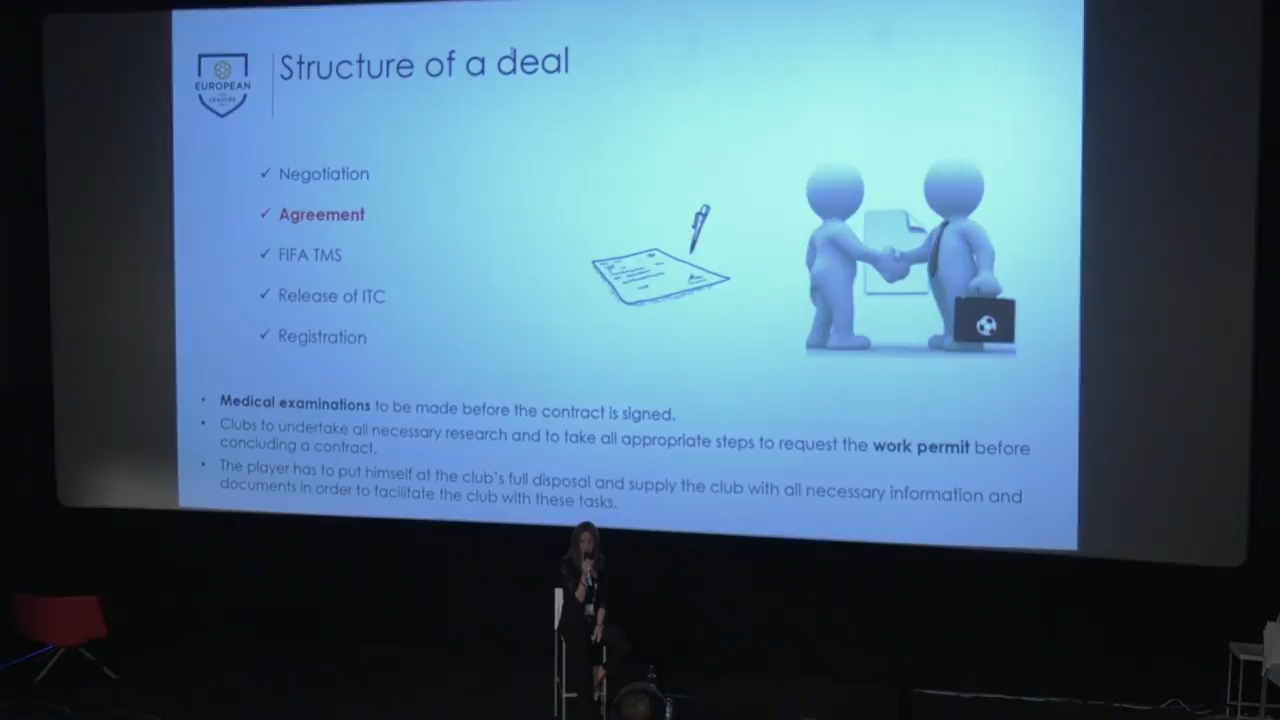 Structure of a deal
EUROPEAN
LEAGUES
✓ Negotiation
✓ Agreement
✓ FIFA TMS
✓ Release of ITC
✓ Registration
• Medical examinations to be made before the contract is signed.
• Clubs to undertake all necessary research and to take all appropriate steps to request the work permit before
concluding a contract.
• The player has to put himself at the club's full disposal and supply the club with all necessary information and
documents in order to facilitate the club with these tasks.